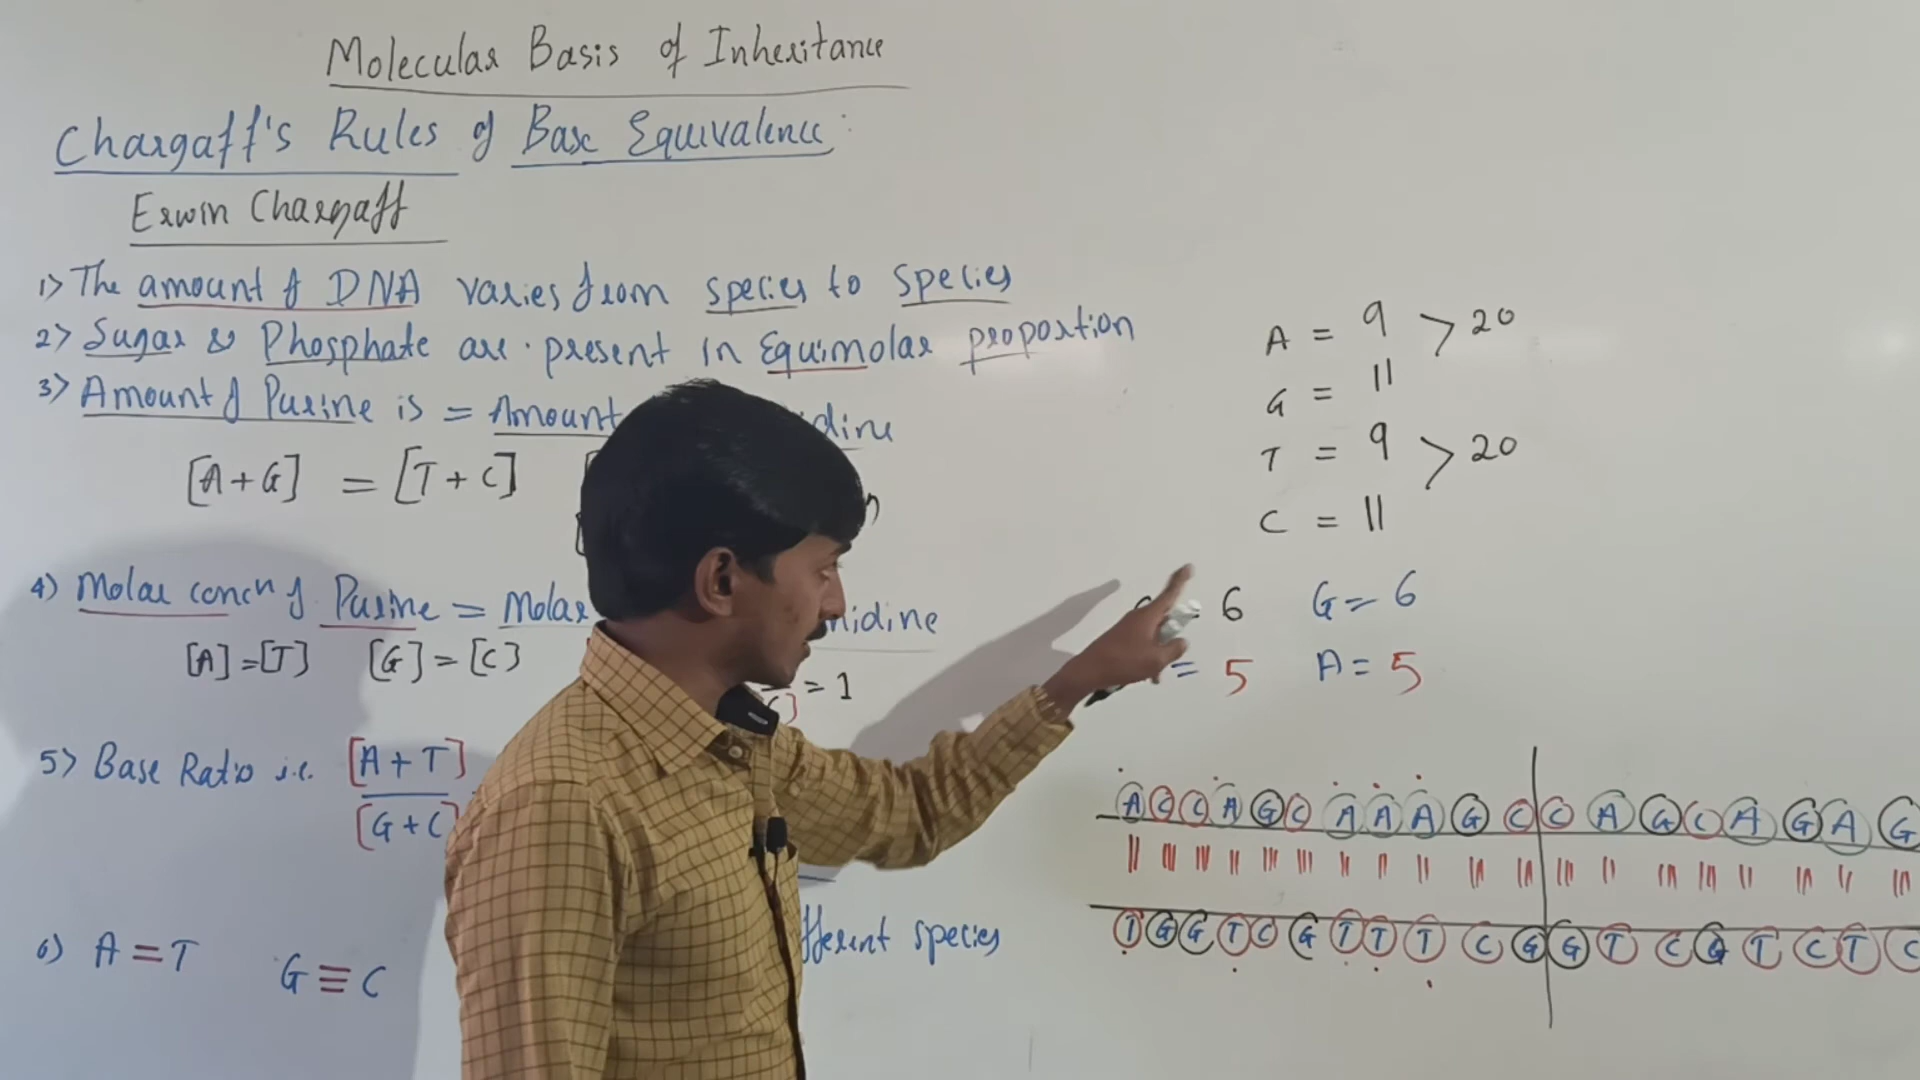 Molecular Basis of Inheritance
Chargaff's Rules of Base Equivalence:
Erwin Chargaff
1) The amount of DNA varies from species to species
2) Sugar & Phosphate are present in Equimolar proportion
3) Amount of Purine is = Amount
[A+G] = [T+C]
4) Molar concn of Purine = Molar
[A]=[T] [G]=[C]
= 1
5) Base Ratio i.e. [A+T]
[G+C]
species
6) A=T G≡C
A = 9 > 20
G = 11
T = 9 > 20
C = 11
= 6 G = 6
= 5 A = 5
A C C A G C A A A G C C A G C A G A G
T G G T C G T T T C G G T C G T C T C